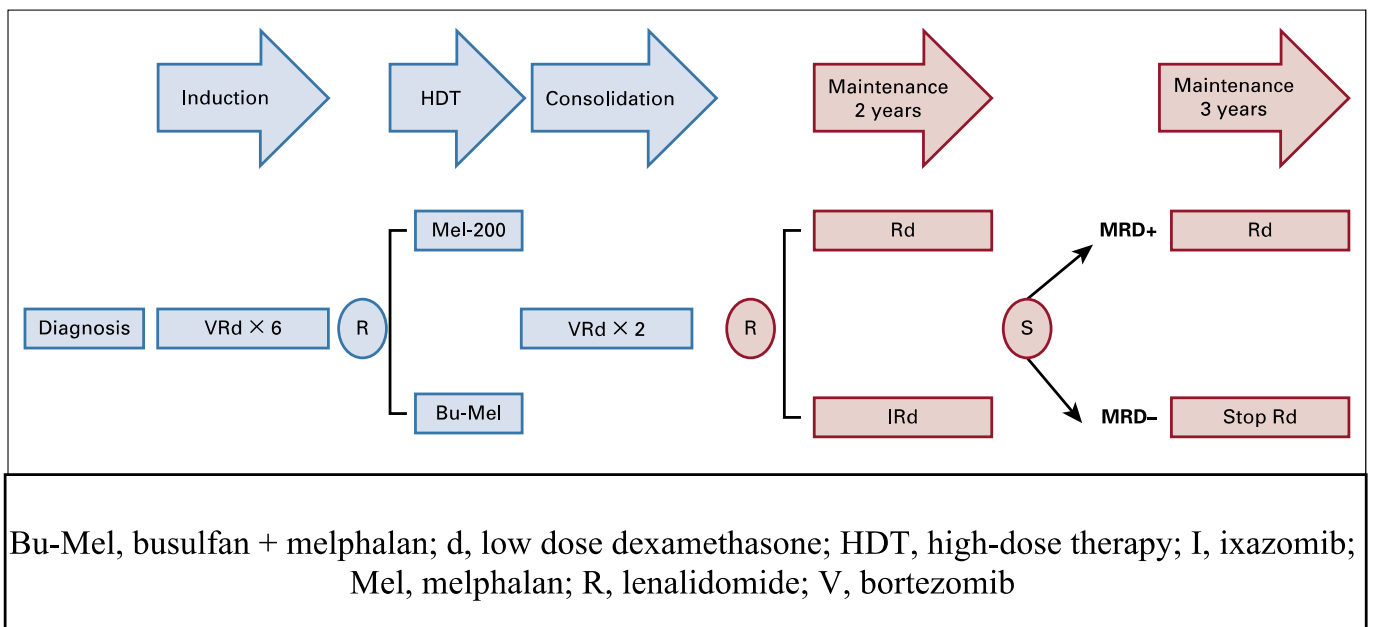 Induction
HDT
Consolidation
Maintenance
2 years
Maintenance
3 years
Mel-200
Rd
MRD+
Rd
Diagnosis
VRd × 6
R
VRd × 2
R
S
Bu-Mel
IRd
MRD–
Stop Rd
Bu-Mel, busulfan + melphalan; d, low dose dexamethasone; HDT, high-dose therapy; I, ixazomib;
Mel, melphalan; R, lenalidomide; V, bortezomib